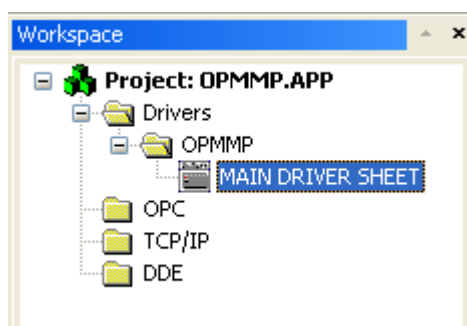 Workspace
Project: OPMMP.APP
Drivers
OPMMP
MAIN DRIVER SHEET
OPC
TCP/IP
DDE